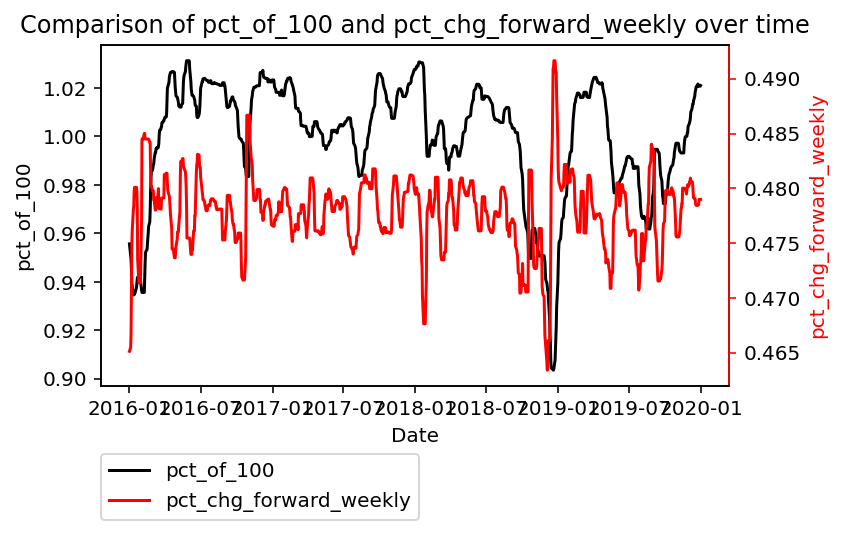 Comparison of pct_of_100 and pct_chg_forward_weekly over time
pct_of_100
1.02
1.00
0.98
0.96
0.94
0.92
0.90
0.490
0.485
0.480
0.475
0.470
0.465
pct_chg_forward_weekly
2016-01 2016-07 2017-01 2017-07 2018-01 2018-07 2019-01 2019-07 2020-01
Date
pct_of_100
pct_chg_forward_weekly